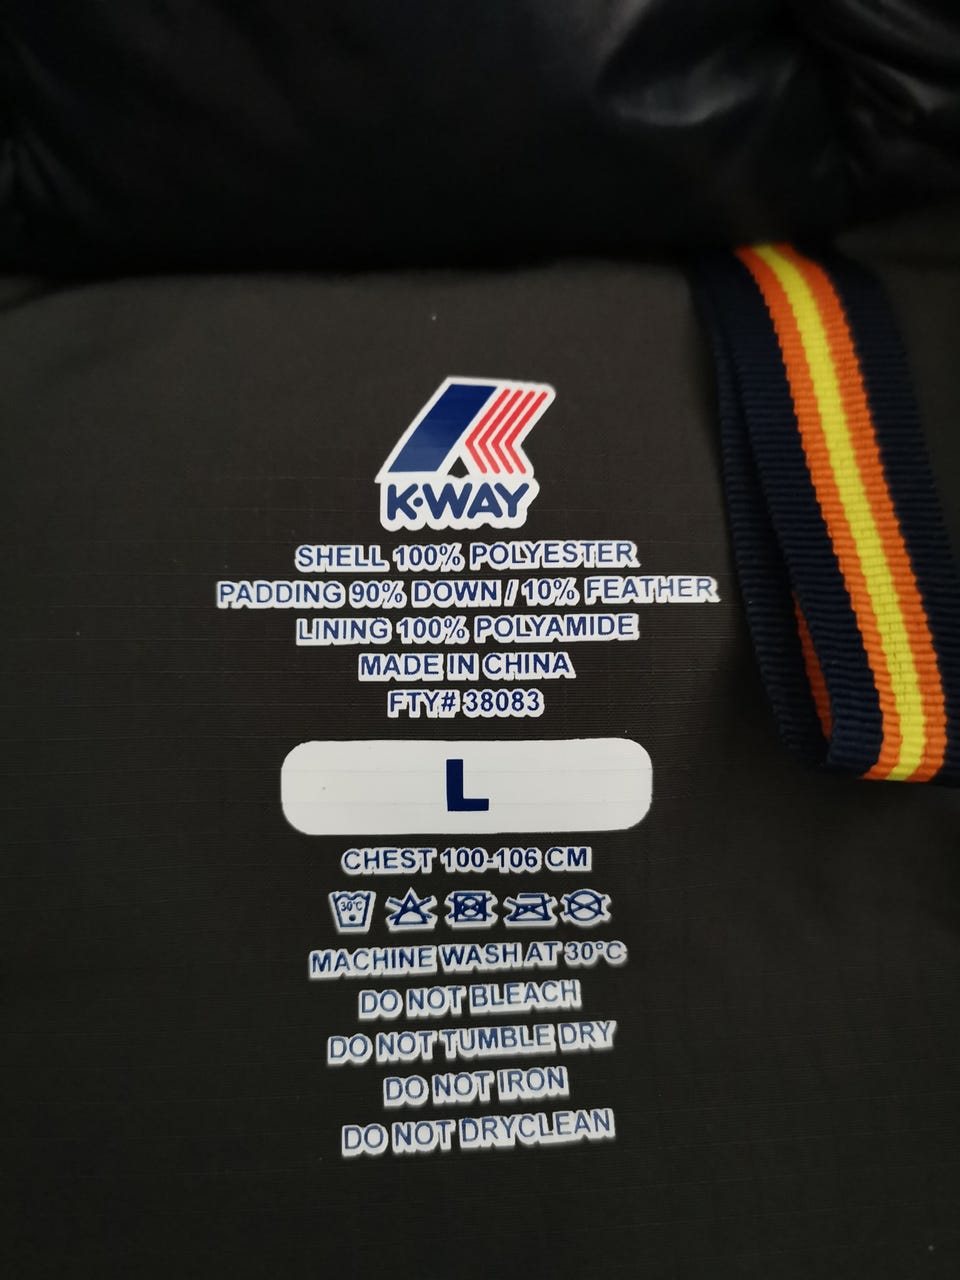 K·WAY
SHELL 100% POLYESTER
PADDING 90% DOWN / 10% FEATHER
LINING 100% POLYAMIDE
MADE IN CHINA
FTY# 38083
L
CHEST 100-106 CM
30°C
MACHINE WASH AT 30°C
DO NOT BLEACH
DO NOT TUMBLE DRY
DO NOT IRON
DO NOT DRYCLEAN